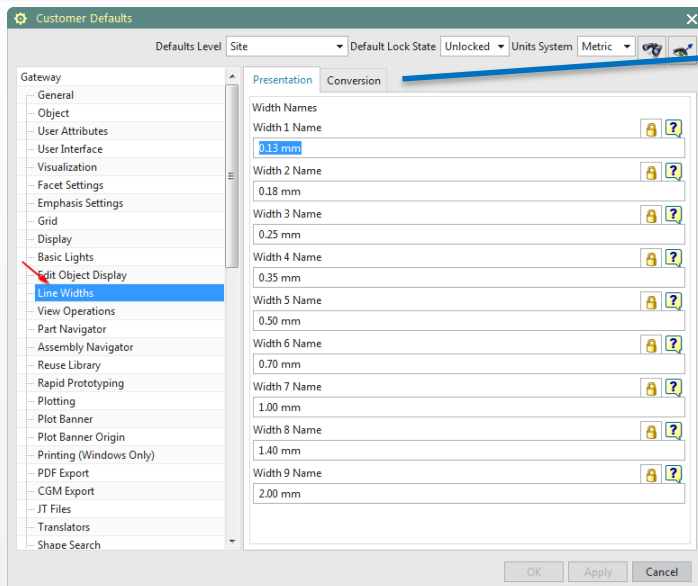 Customer Defaults
Defaults Level Site Default Lock State Unlocked Units System Metric
Gateway
General
Object
User Attributes
User Interface
Visualization
Facet Settings
Emphasis Settings
Grid
Display
Basic Lights
Edit Object Display
Line Widths
View Operations
Part Navigator
Assembly Navigator
Reuse Library
Rapid Prototyping
Plotting
Plot Banner
Plot Banner Origin
Printing (Windows Only)
PDF Export
CGM Export
JT Files
Translators
Shape Search
Presentation Conversion
Width Names
Width 1 Name
0.13 mm
Width 2 Name
0.18 mm
Width 3 Name
0.25 mm
Width 4 Name
0.35 mm
Width 5 Name
0.50 mm
Width 6 Name
0.70 mm
Width 7 Name
1.00 mm
Width 8 Name
1.40 mm
Width 9 Name
2.00 mm
OK Apply Cancel